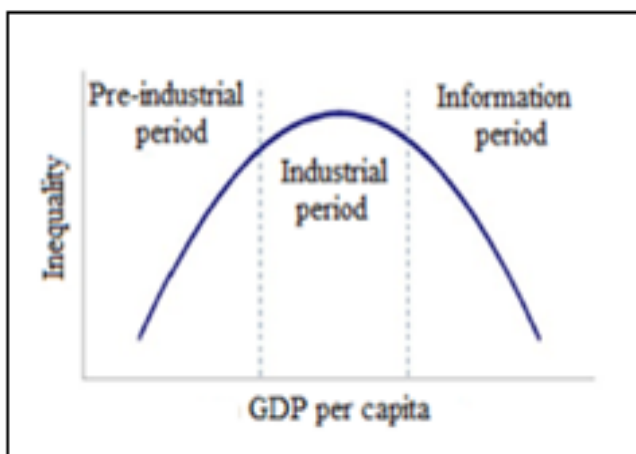 Pre-industrial
period
Information
period
Industrial
period
Inequality
GDP per capita